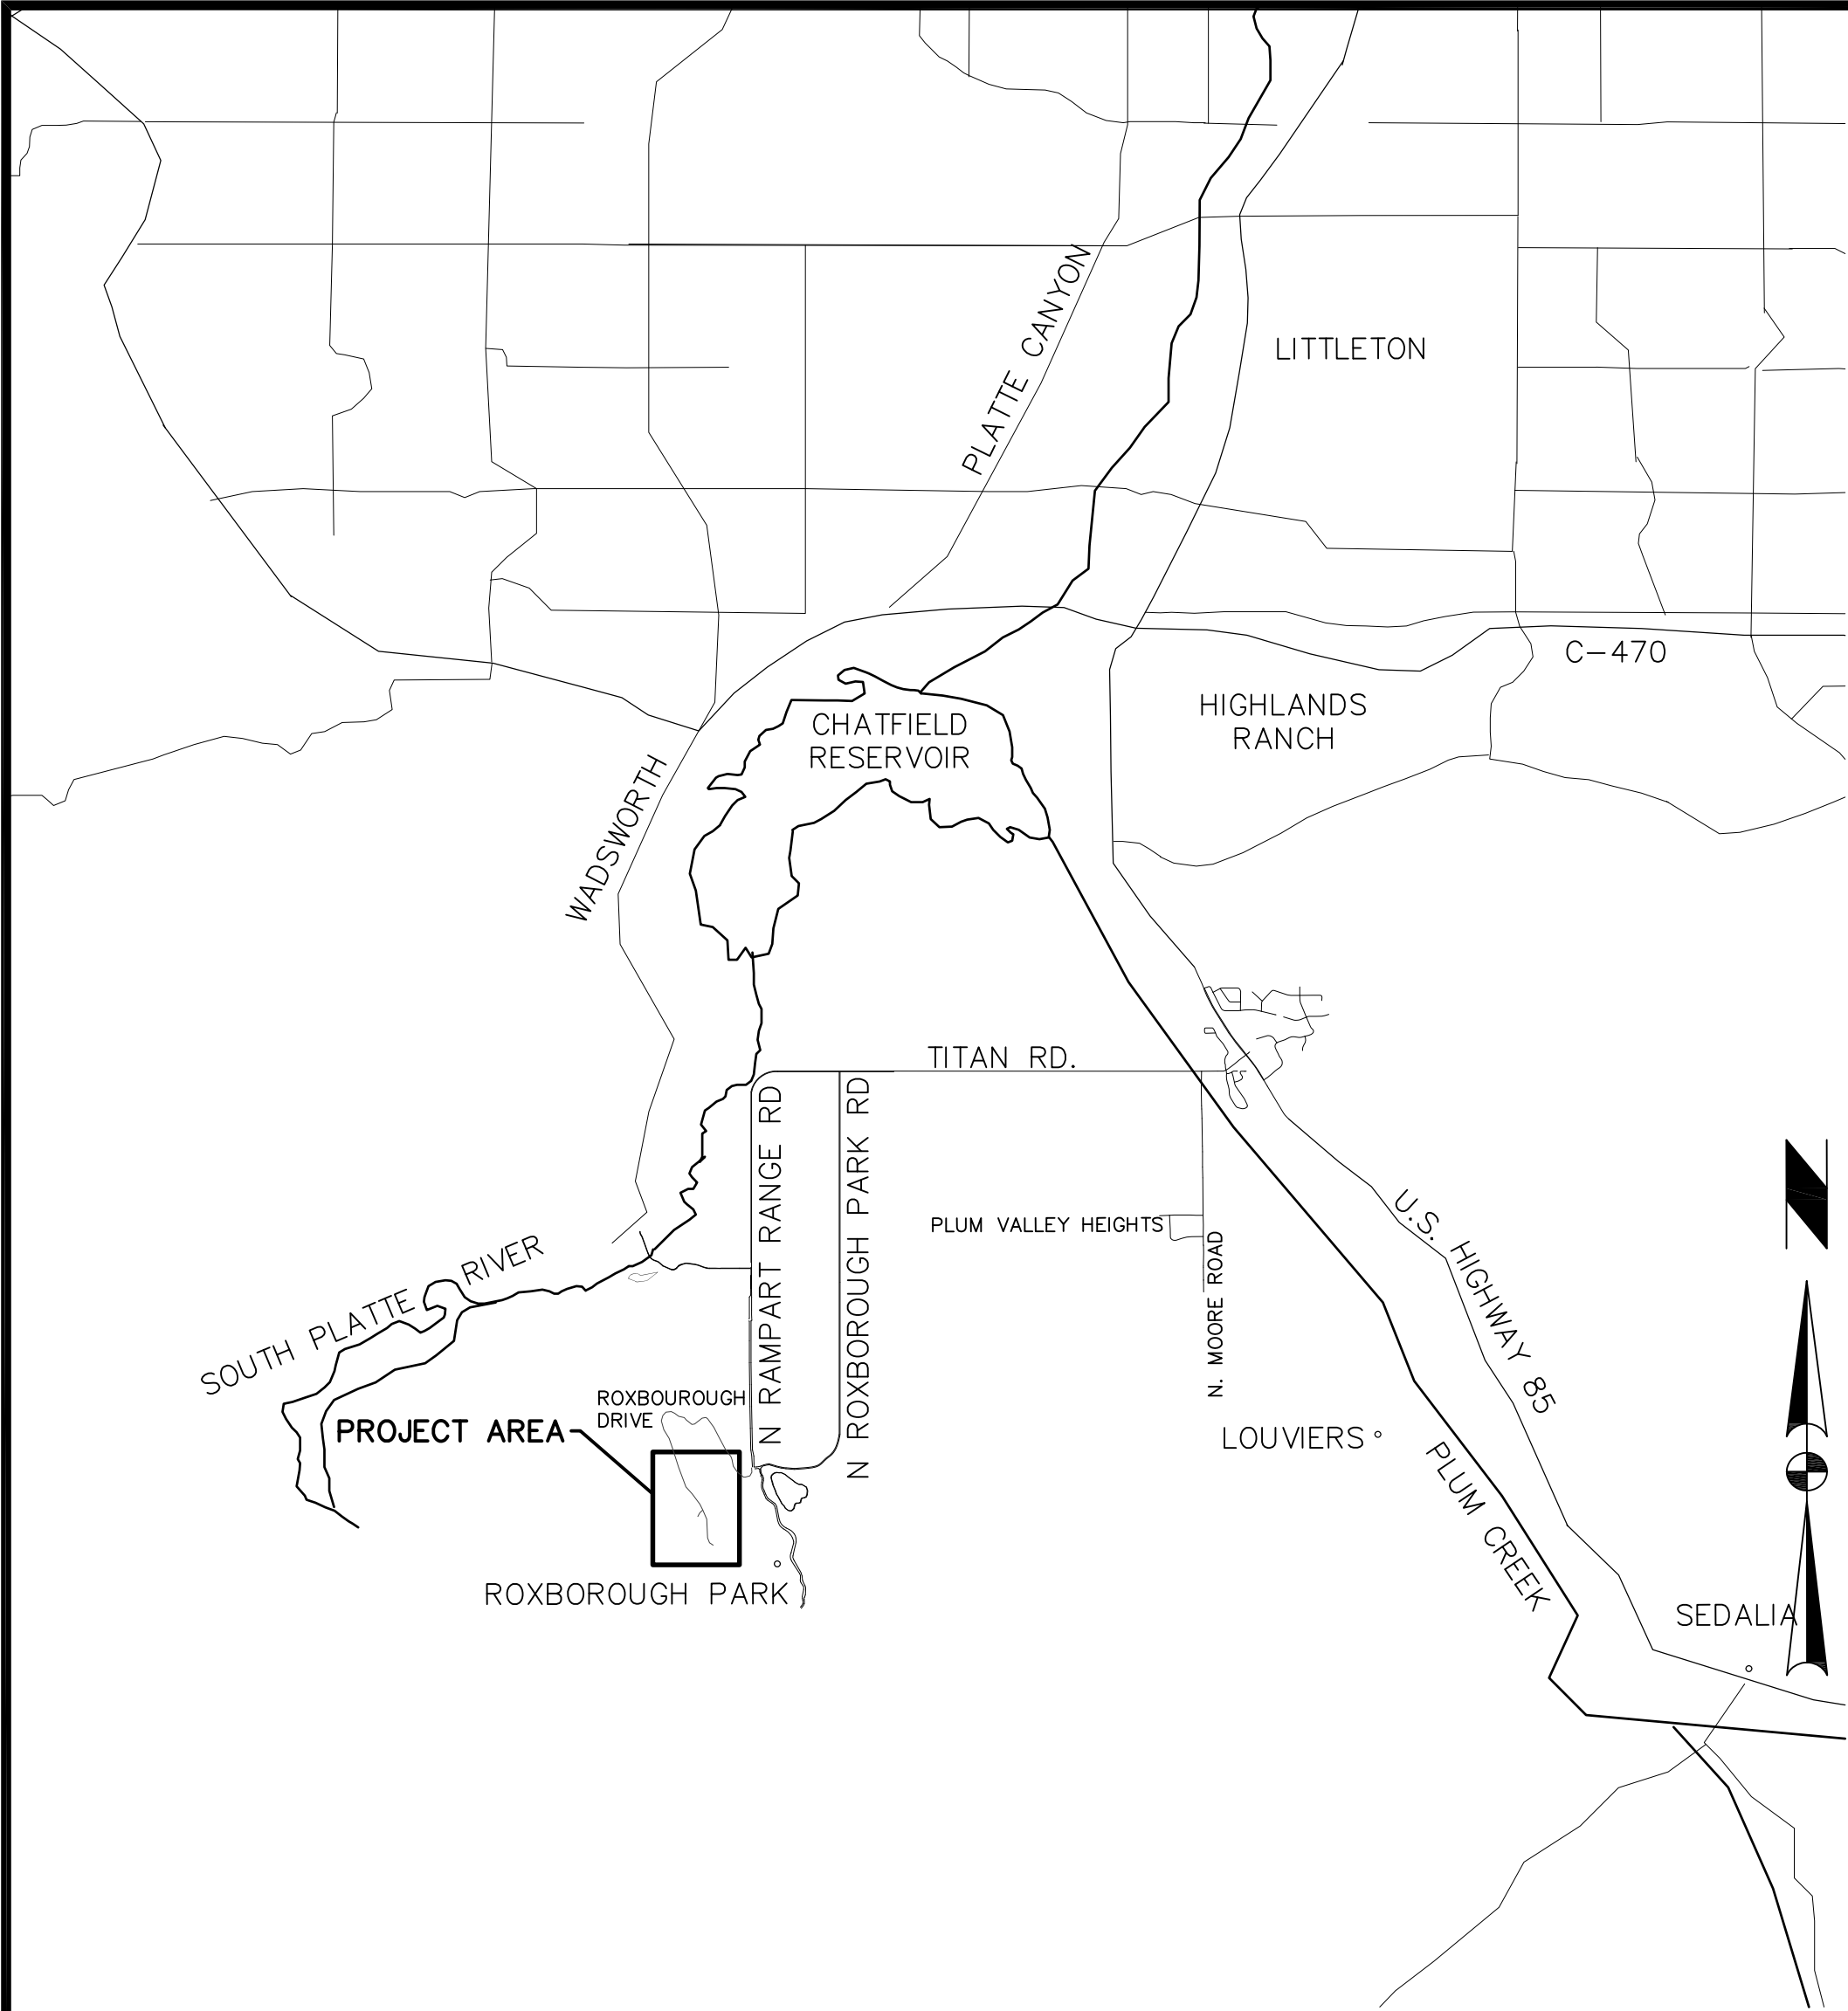 PLATTE CANYON
LITTLETON
C-470
HIGHLANDS
RANCH
CHATFIELD
RESERVOIR
WADSWORTH
TITAN RD.
N RAMPART RANGE RD
N ROXBOROUGH PARK RD
PLUM VALLEY HEIGHTS
N. MOORE ROAD
U.S. HIGHWAY 85
SOUTH PLATTE RIVER
ROXBOUROUGH
DRIVE
PROJECT AREA
LOUVIERS
PLUM CREEK
ROXBOROUGH PARK
SEDALIA
N